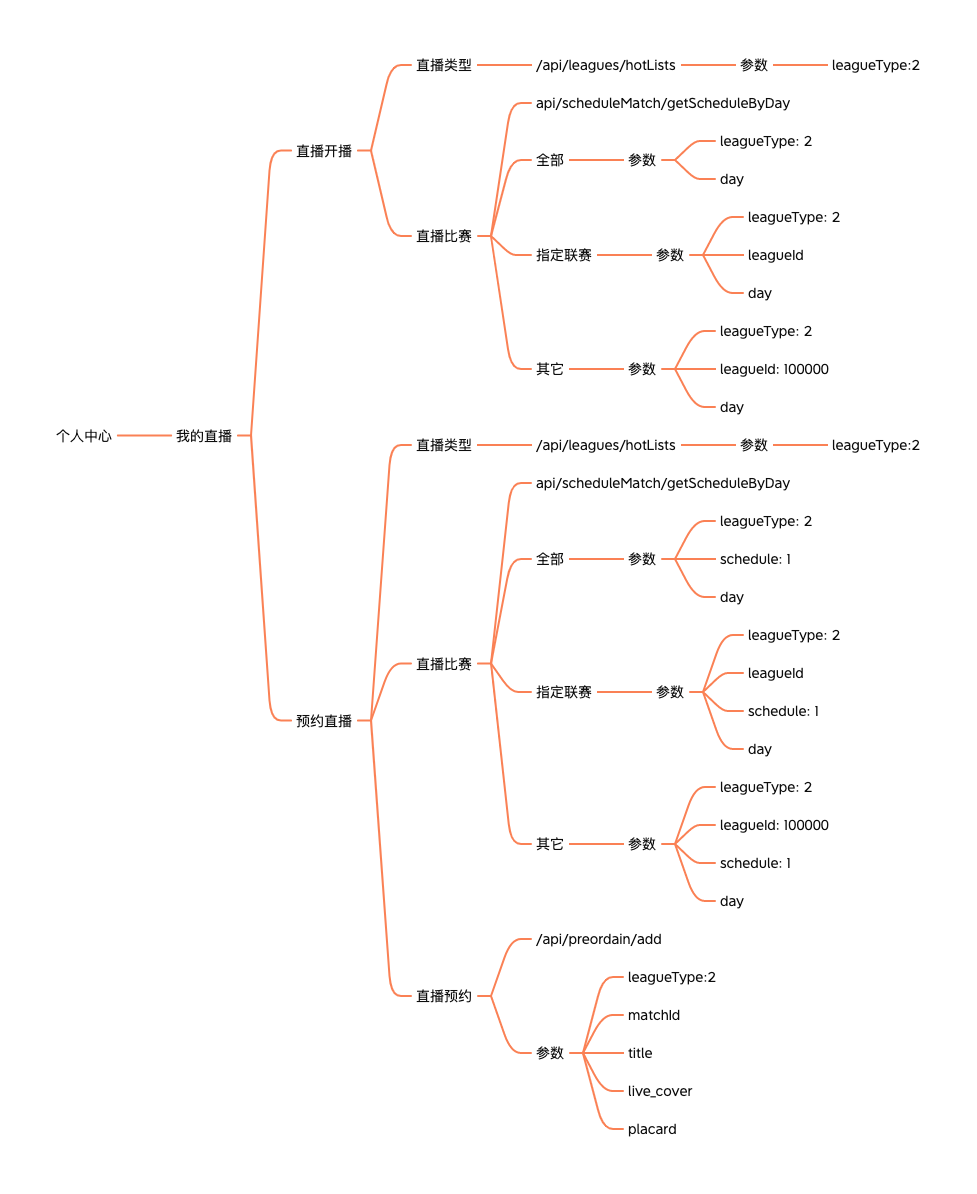 个人中心
我的直播
直播开播
直播类型
/api/leagues/hotLists
参数
leagueType:2
直播比赛
api/scheduleMatch/getScheduleByDay
全部
参数
leagueType: 2
day
指定联赛
参数
leagueType: 2
leagueId
day
其它
参数
leagueType: 2
leagueId: 100000
day
预约直播
直播类型
/api/leagues/hotLists
参数
leagueType:2
直播比赛
api/scheduleMatch/getScheduleByDay
全部
参数
leagueType: 2
schedule: 1
day
指定联赛
参数
leagueType: 2
leagueId
schedule: 1
day
其它
参数
leagueType: 2
leagueId: 100000
schedule: 1
day
直播预约
/api/preordain/add
参数
leagueType:2
matchId
title
live_cover
placard